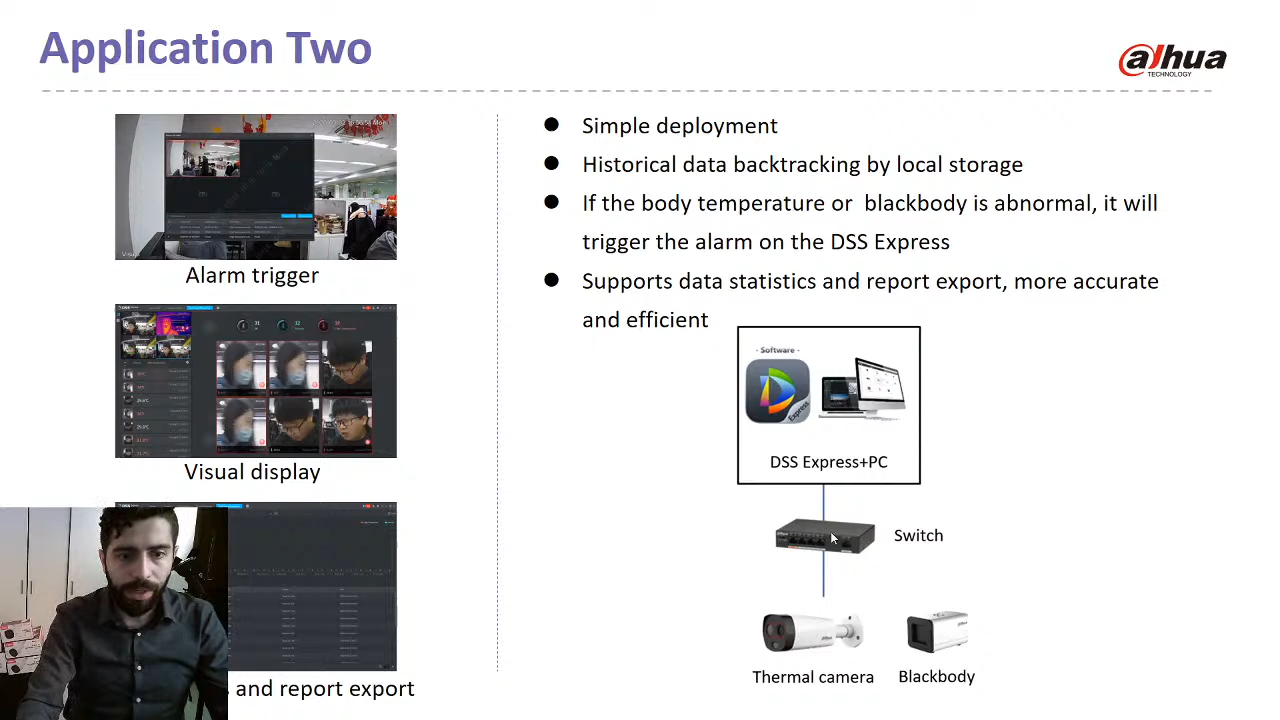 Application Two
alhua
TECHNOLOGY
Alarm trigger
Visual display
and report export
Simple deployment
Historical data backtracking by local storage
If the body temperature or blackbody is abnormal, it will
trigger the alarm on the DSS Express
Supports data statistics and report export, more accurate
and efficient
- Software -
Express
DSS Express+PC
Switch
Thermal camera
Blackbody